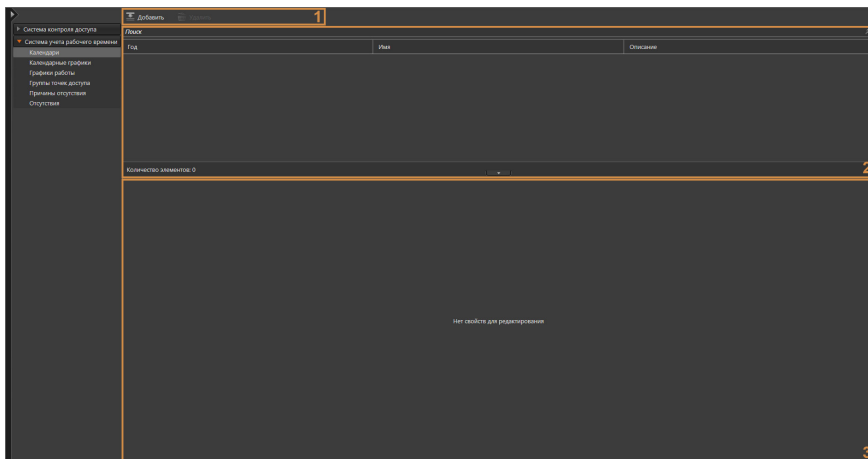 Добавить Удалить 1
Система контроля доступа
Система учета рабочего времени
Календари
Календарные графики
Графики работы
Группы точек доступа
Причины отсутствия
Отсутствия
Поиск
Год Имя Описание
Количество элементов: 0 2
Нет свойств для редактирования
3